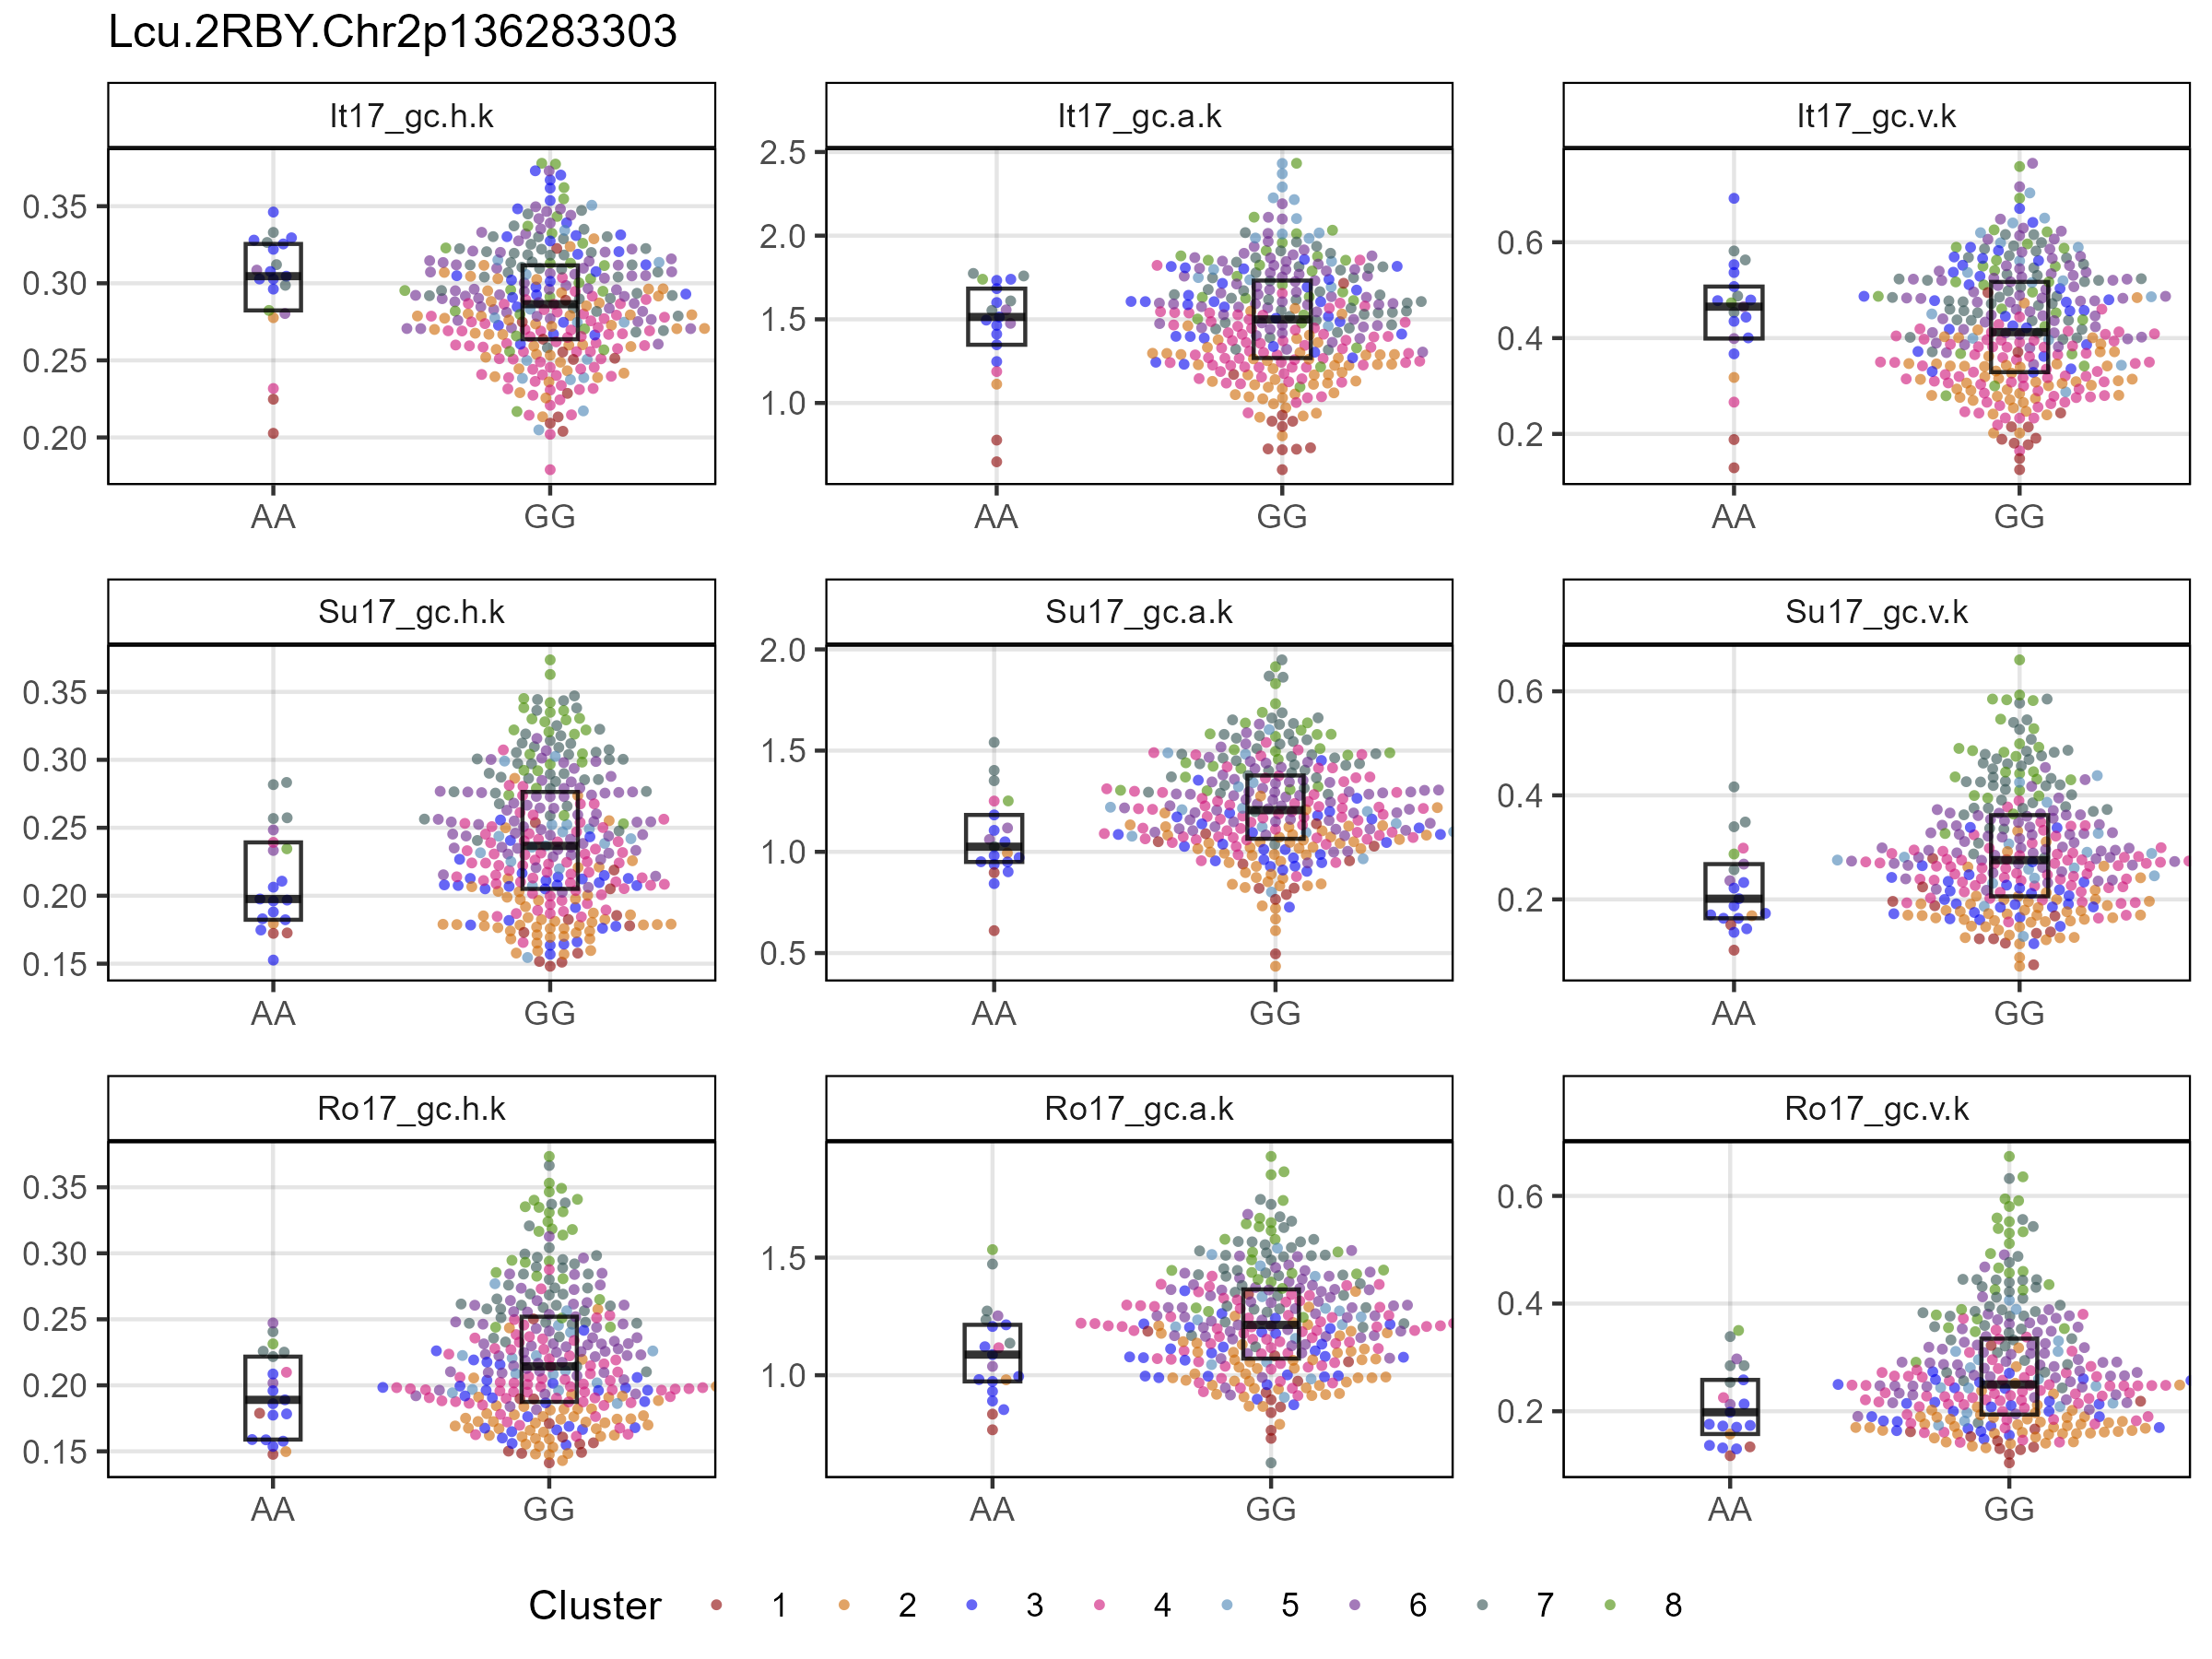 Lcu.2RBY.Chr2p136283303
It17_gc.h.k
It17_gc.a.k
It17_gc.v.k
0.35
0.30
0.25
0.20
2.5
2.0
1.5
1.0
0.6
0.4
0.2
AA
GG
AA
GG
AA
GG
Su17_gc.h.k
Su17_gc.a.k
Su17_gc.v.k
0.35
0.30
0.25
0.20
0.15
2.0
1.5
1.0
0.5
0.6
0.4
0.2
AA
GG
AA
GG
AA
GG
Ro17_gc.h.k
Ro17_gc.a.k
Ro17_gc.v.k
0.35
0.30
0.25
0.20
0.15
1.5
1.0
0.6
0.4
0.2
AA
GG
AA
GG
AA
GG
Cluster 1 2 3 4 5 6 7 8